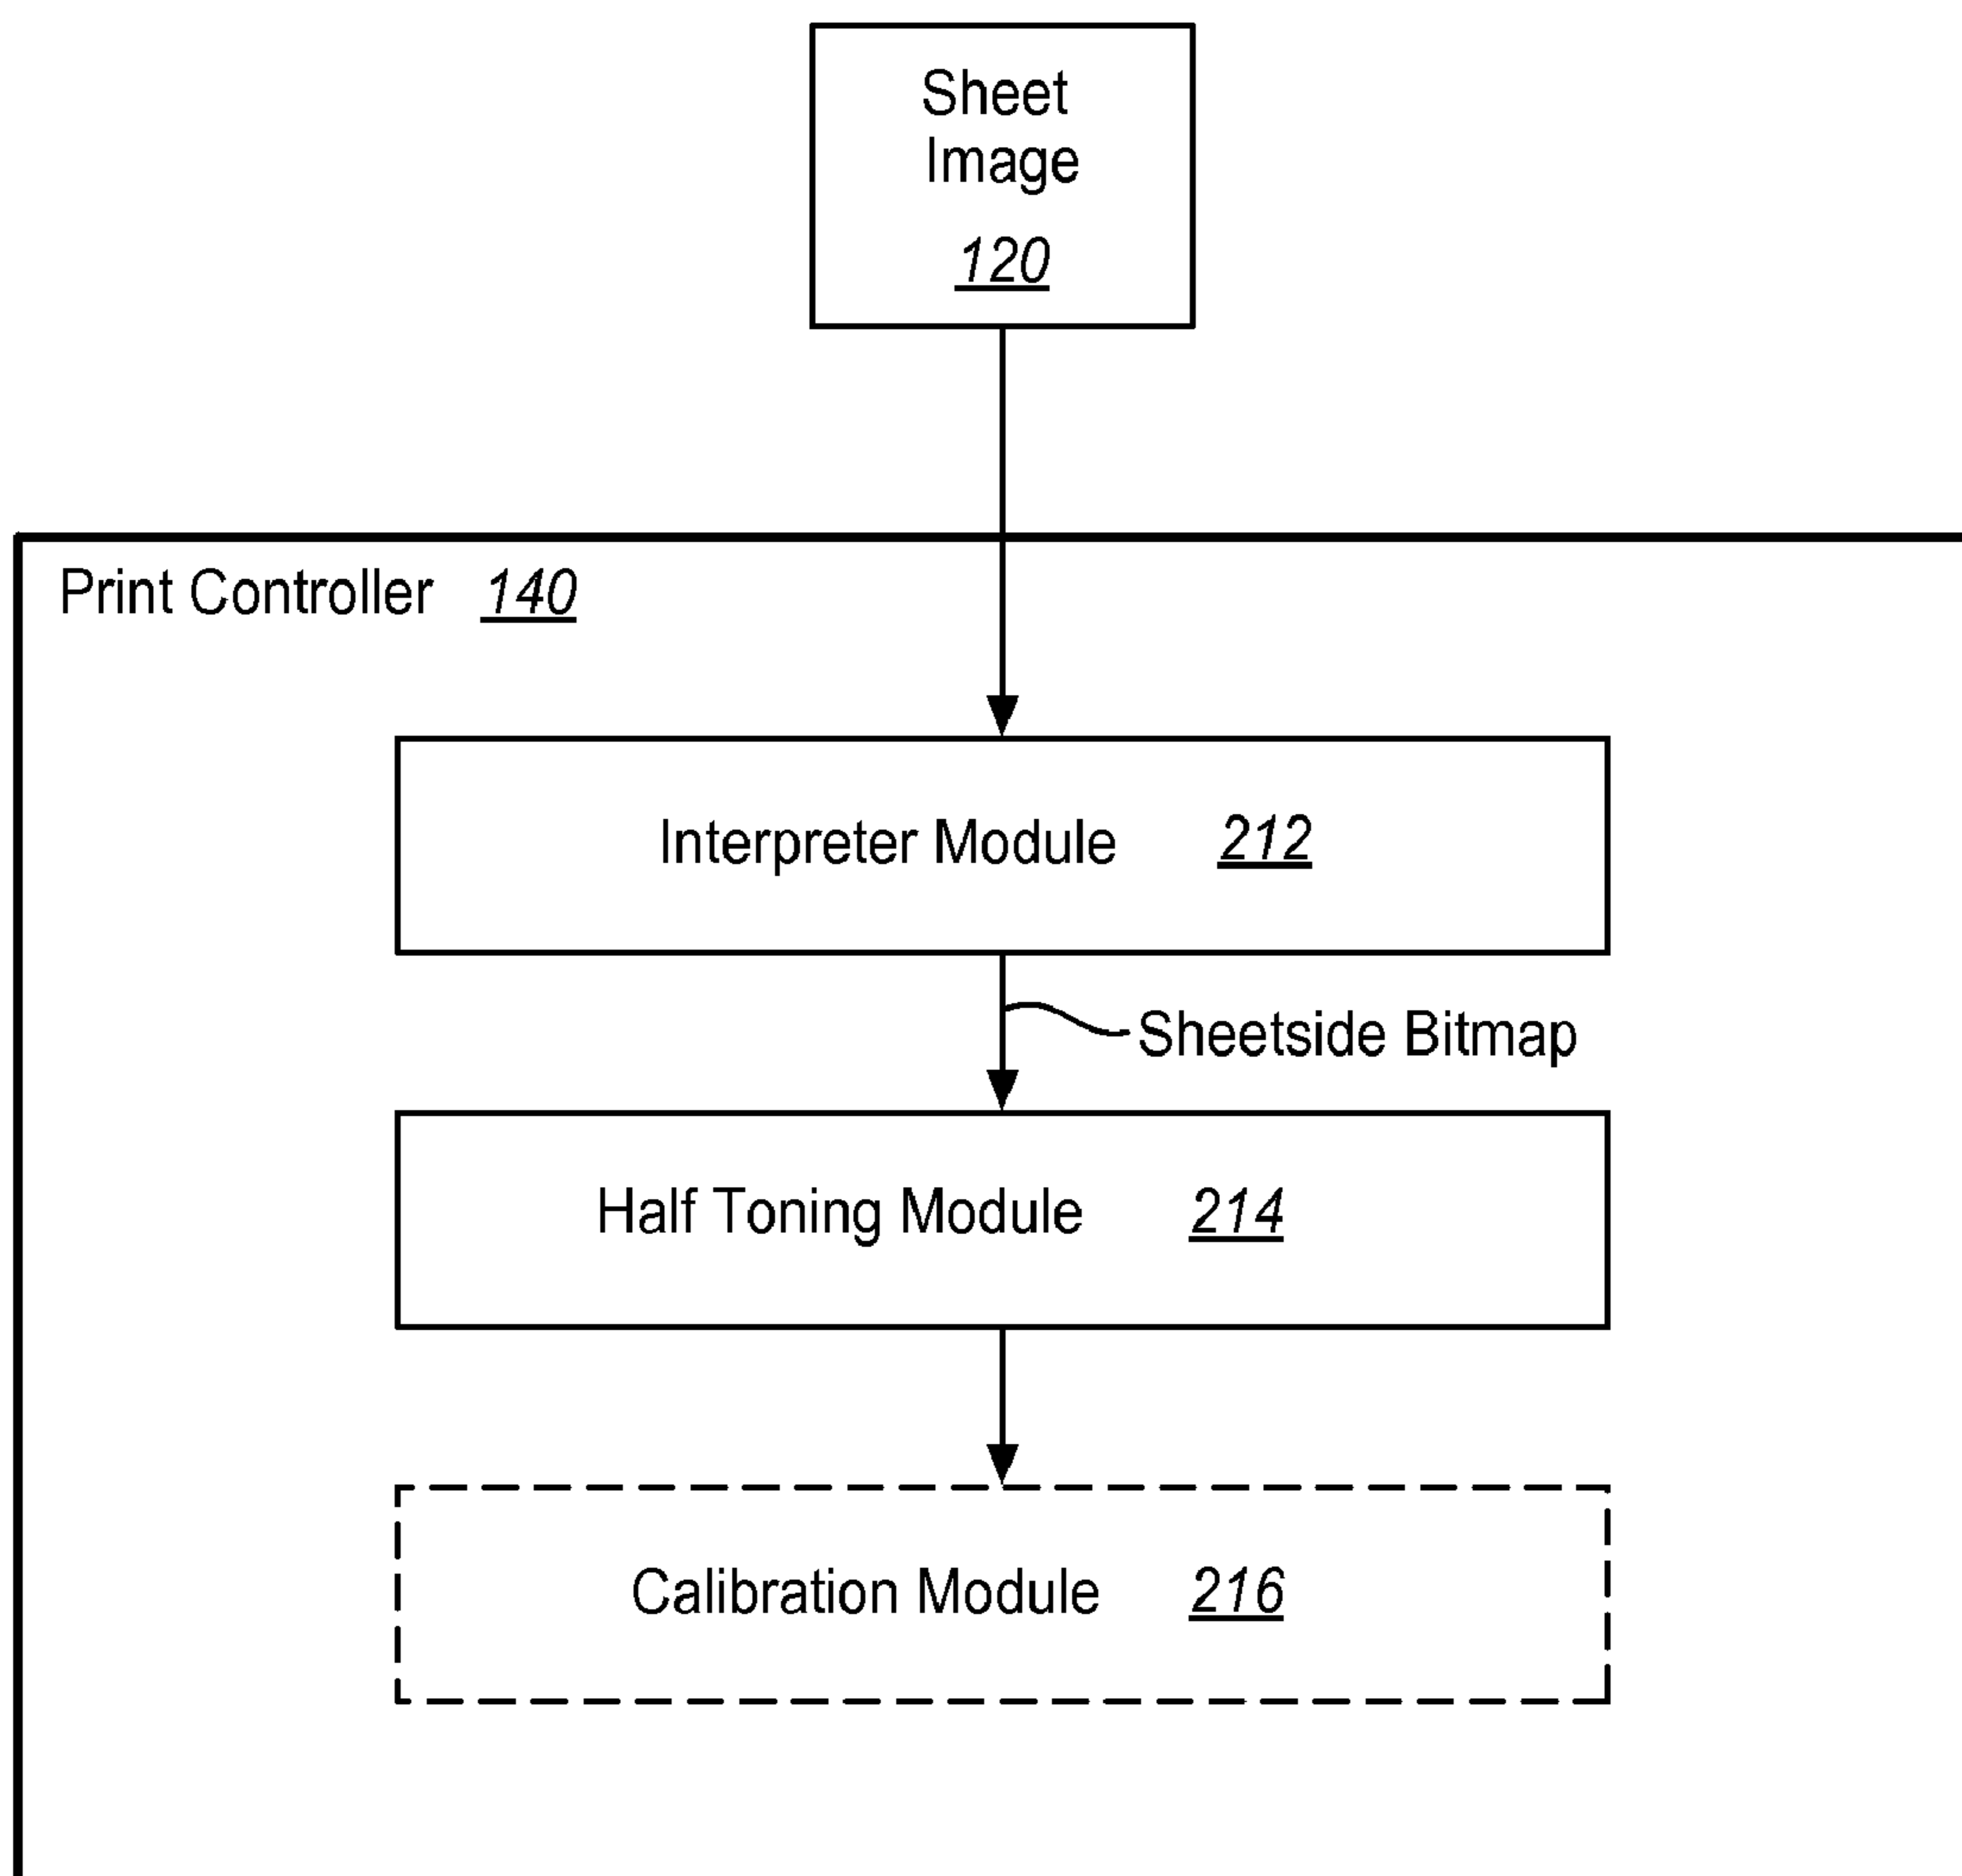 Sheet
Image
120
Print Controller 140
Interpreter Module 212
Sheetside Bitmap
Half Toning Module 214
Calibration Module 216